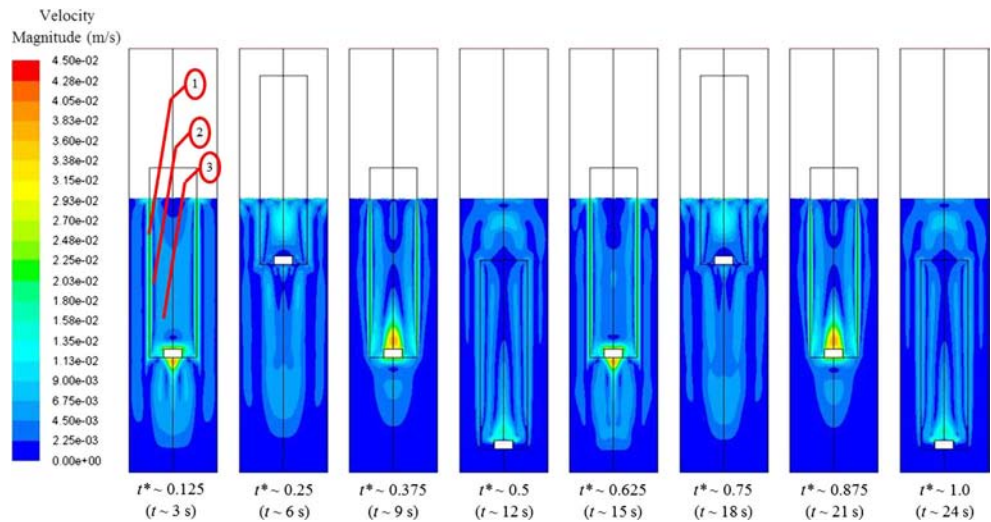 Velocity
Magnitude (m/s)
4.50e-02
4.28e-02
4.05e-02
3.83e-02
3.60e-02
3.38e-02
3.15e-02
2.93e-02
2.70e-02
2.48e-02
2.25e-02
2.03e-02
1.80e-02
1.58e-02
1.35e-02
1.13e-02
9.00e-03
6.75e-03
4.50e-03
2.25e-03
0.00e+00
1
2
3
t* ~ 0.125 t* ~ 0.25 t* ~ 0.375 t* ~ 0.5 t* ~ 0.625 t* ~ 0.75 t* ~ 0.875 t* ~ 1.0
(t ~ 3 s) (t ~ 6 s) (t ~ 9 s) (t ~ 12 s) (t ~ 15 s) (t ~ 18 s) (t ~ 21 s) (t ~ 24 s)